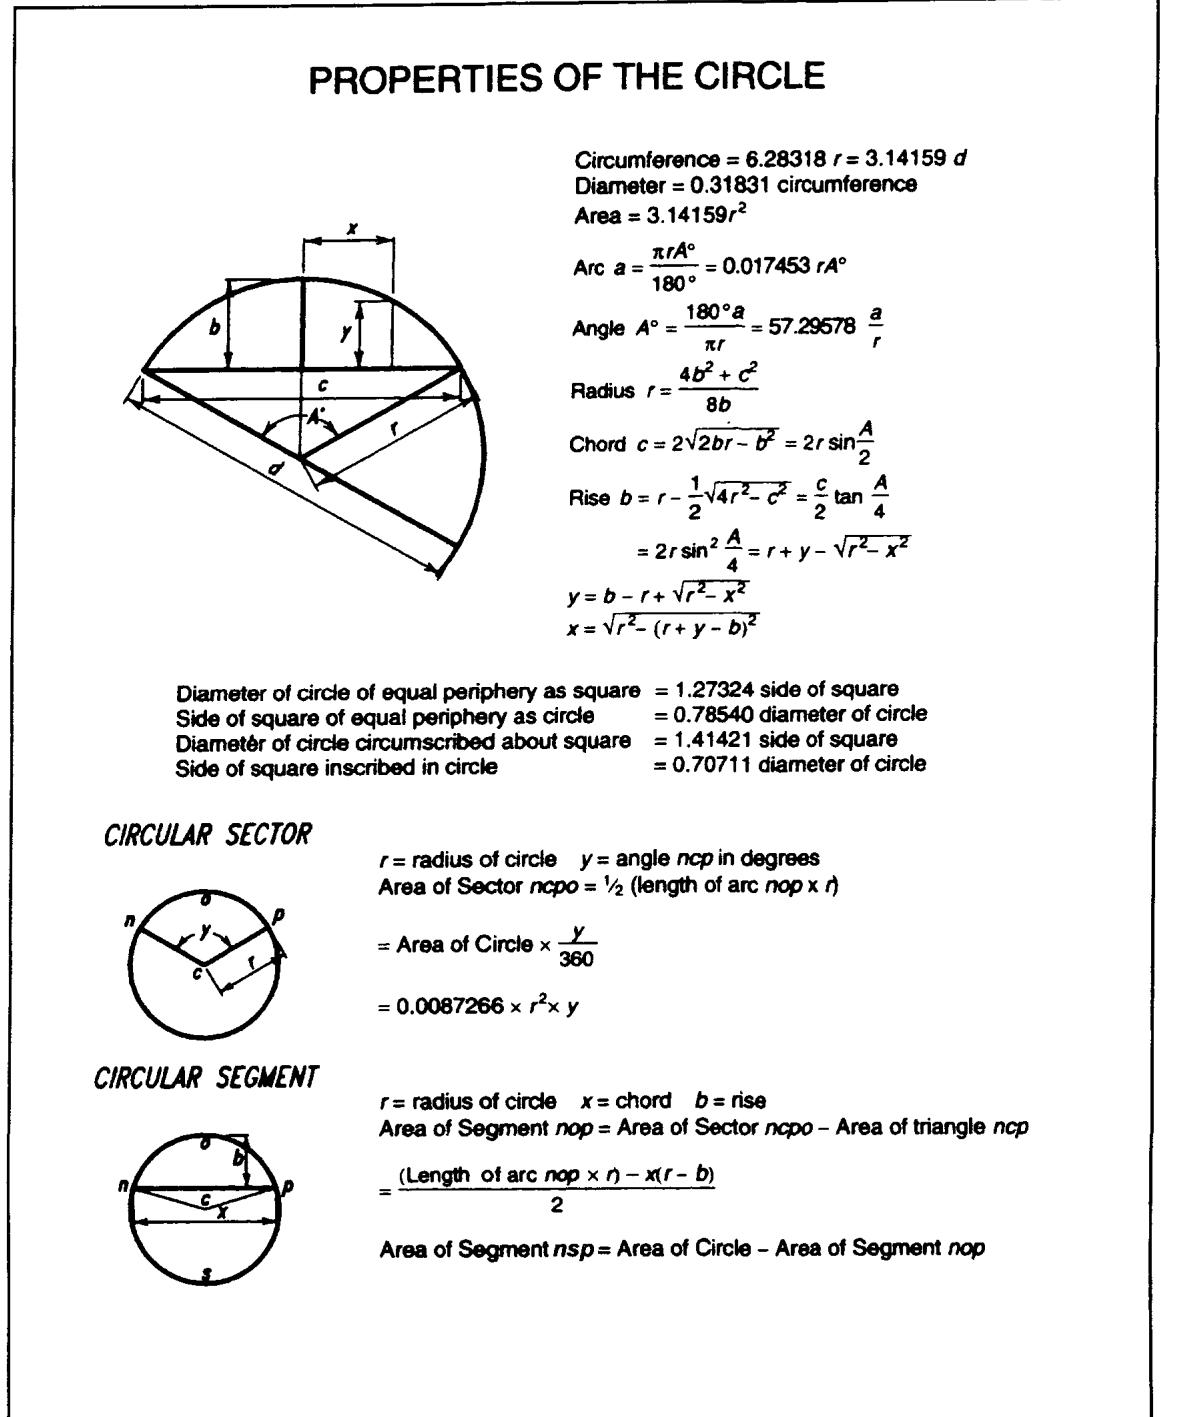 PROPERTIES OF THE CIRCLE
Circumference = 6.28318 r = 3.14159 d
Diameter = 0.31831 circumference
Area = 3.14159r²
Arc a = πrA° / 180° = 0.017453 rA°
Angle A° = 180°a / πr = 57.29578 a / r
Radius r = 4b² + c² / 8b
Chord c = 2√2br – b² = 2r sin A / 2
Rise b = r – 1/2 √4r² – c² = c / 2 tan A / 4
= 2r sin² A / 4 = r + y – √r² – x²
y = b – r + √r² – x²
x = √r² – (r + y – b)²
x
b
y
c
A°
r
d
Diameter of circle of equal periphery as square = 1.27324 side of square
Side of square of equal periphery as circle = 0.78540 diameter of circle
Diameter of circle circumscribed about square = 1.41421 side of square
Side of square inscribed in circle = 0.70711 diameter of circle
CIRCULAR SECTOR
r = radius of circle y = angle ncp in degrees
Area of Sector ncpo = ½ (length of arc nop x r)
= Area of Circle × y / 360
= 0.0087266 × r² × y
o
n
p
y
c
r
CIRCULAR SEGMENT
r = radius of circle x = chord b = rise
Area of Segment nop = Area of Sector ncpo – Area of triangle ncp
= (Length of arc nop × r) – x(r – b) / 2
Area of Segment nsp = Area of Circle – Area of Segment nop
o
b
n
p
c
x
s